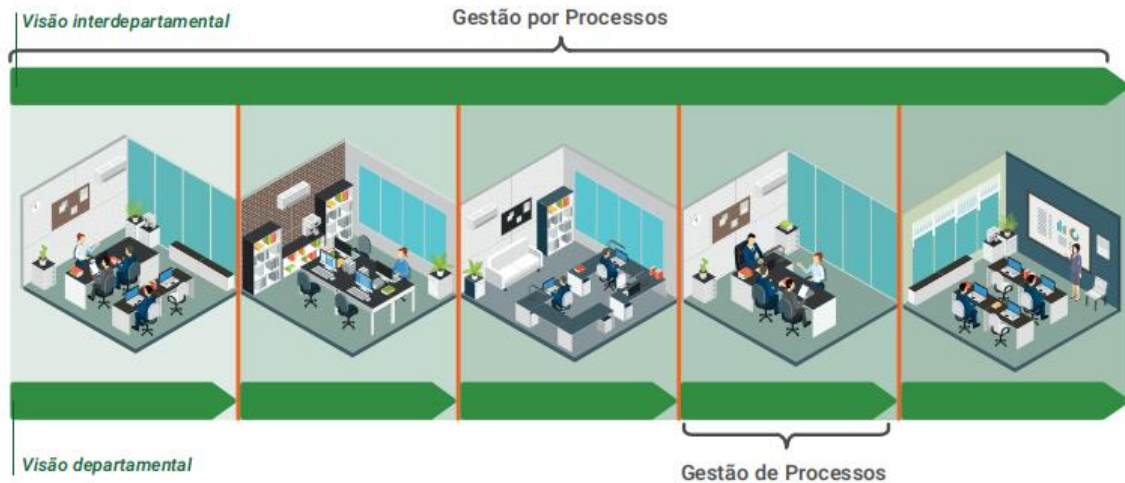 Visão interdepartamental
Gestão por Processos
Visão departamental
Gestão de Processos